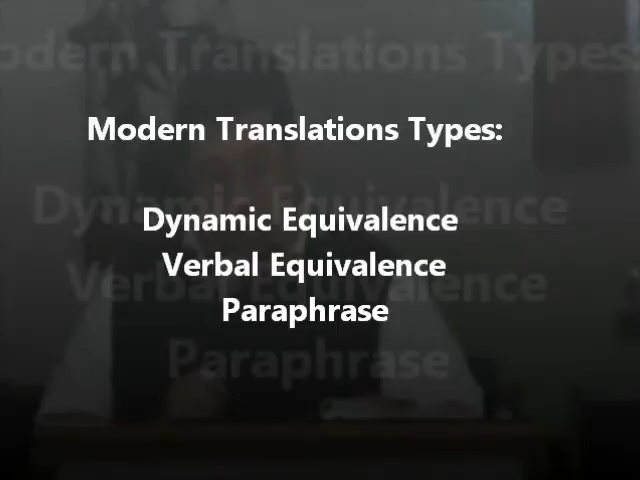 Modern Translations Types:
Dynamic Equivalence
Verbal Equivalence
Paraphrase